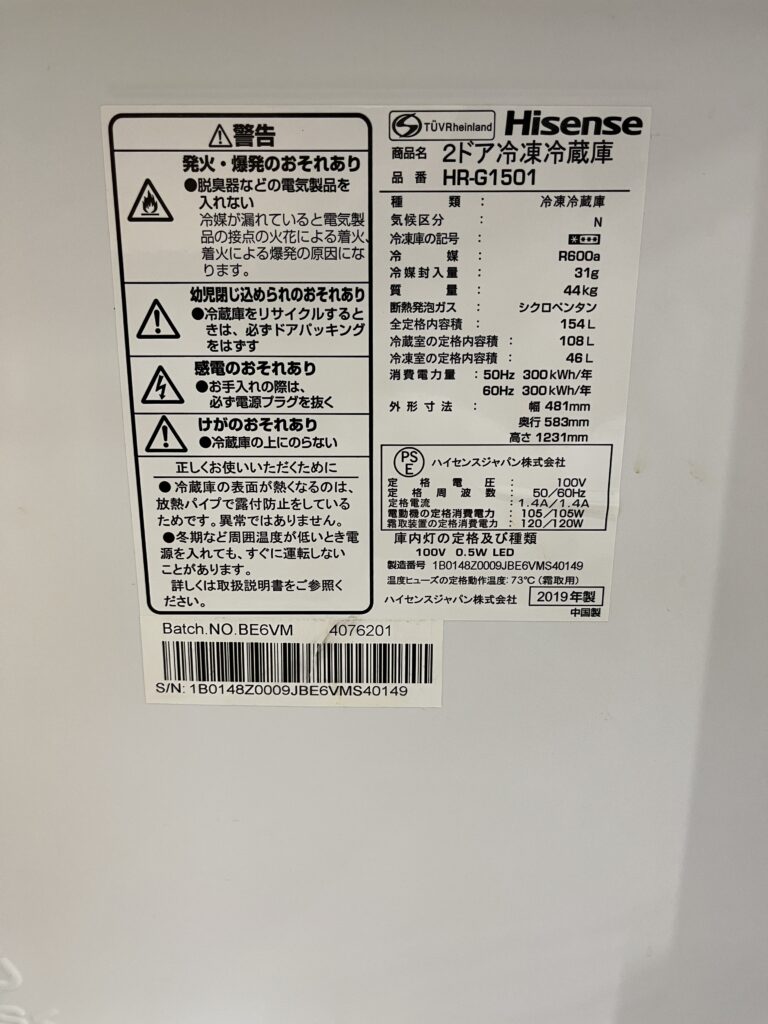 ⚠警告
発火・爆発のおそれあり
●脱臭器などの電気製品を
入れない
冷媒が漏れていると電気製
品の接点の火花による着火、
着火による爆発の原因にな
ります。
幼児閉じ込められのおそれあり
●冷蔵庫をリサイクルすると
きは、必ずドアパッキング
をはずす
感電のおそれあり
●お手入れの際は、
必ず電源プラグを抜く
けがのおそれあり
●冷蔵庫の上にのらない
正しくお使いいただくために
●冷蔵庫の表面が熱くなるのは、
放熱パイプで露付防止をしている
ためです。異常ではありません。
●冬期など周囲温度が低いとき電
源を入れても、すぐに運転しない
ことがあります。
詳しくは取扱説明書をご参照く
ださい。
TÜVRheinland Hisense
商品名 2ドア冷凍冷蔵庫
品番 HR-G1501
種類 : 冷凍冷蔵庫
気候区分 : N
冷凍庫の記号 : ****
冷媒 : R600a
冷媒封入量 : 31g
質量 : 44kg
断熱発泡ガス : シクロペンタン
全定格内容積 : 154L
冷蔵室の定格内容積 : 108L
冷凍室の定格内容積 : 46L
消費電力量 : 50Hz 300kWh/年
60Hz 300kWh/年
外形寸法 : 幅 481mm
奥行 583mm
高さ 1231mm
PSE ハイセンスジャパン株式会社
定格電圧 : 100V
定格周波数 : 50/60Hz
定格電流 : 1.4A/1.4A
電動機の定格消費電力 : 105/105W
霜取装置の定格消費電力 : 120/120W
庫内灯の定格及び種類
100V 0.5W LED
製造番号 1B0148Z0009JBE6VMS40149
温度ヒューズの定格動作温度:73℃(霜取用)
ハイセンスジャパン株式会社 2019年製
中国製
Batch.NO.BE6VM 4076201
S/N: 1B0148Z0009JBE6VMS40149